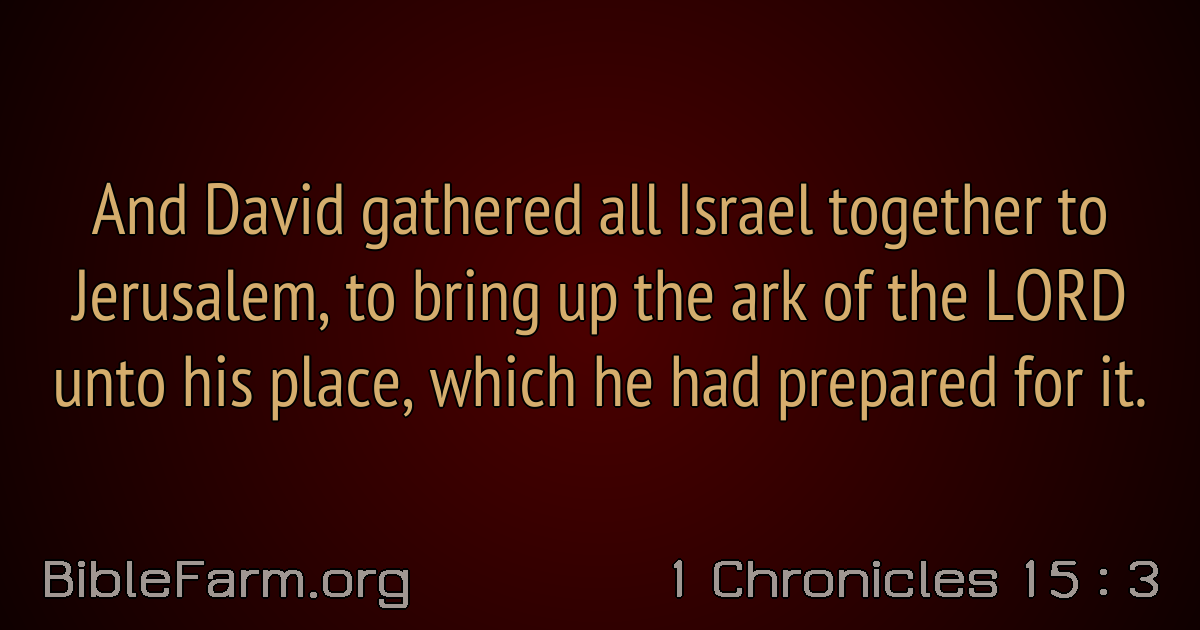 And David gathered all Israel together to
Jerusalem, to bring up the ark of the LORD
unto his place, which he had prepared for it.
BibleFarm.org
1 Chronicles 15 : 3